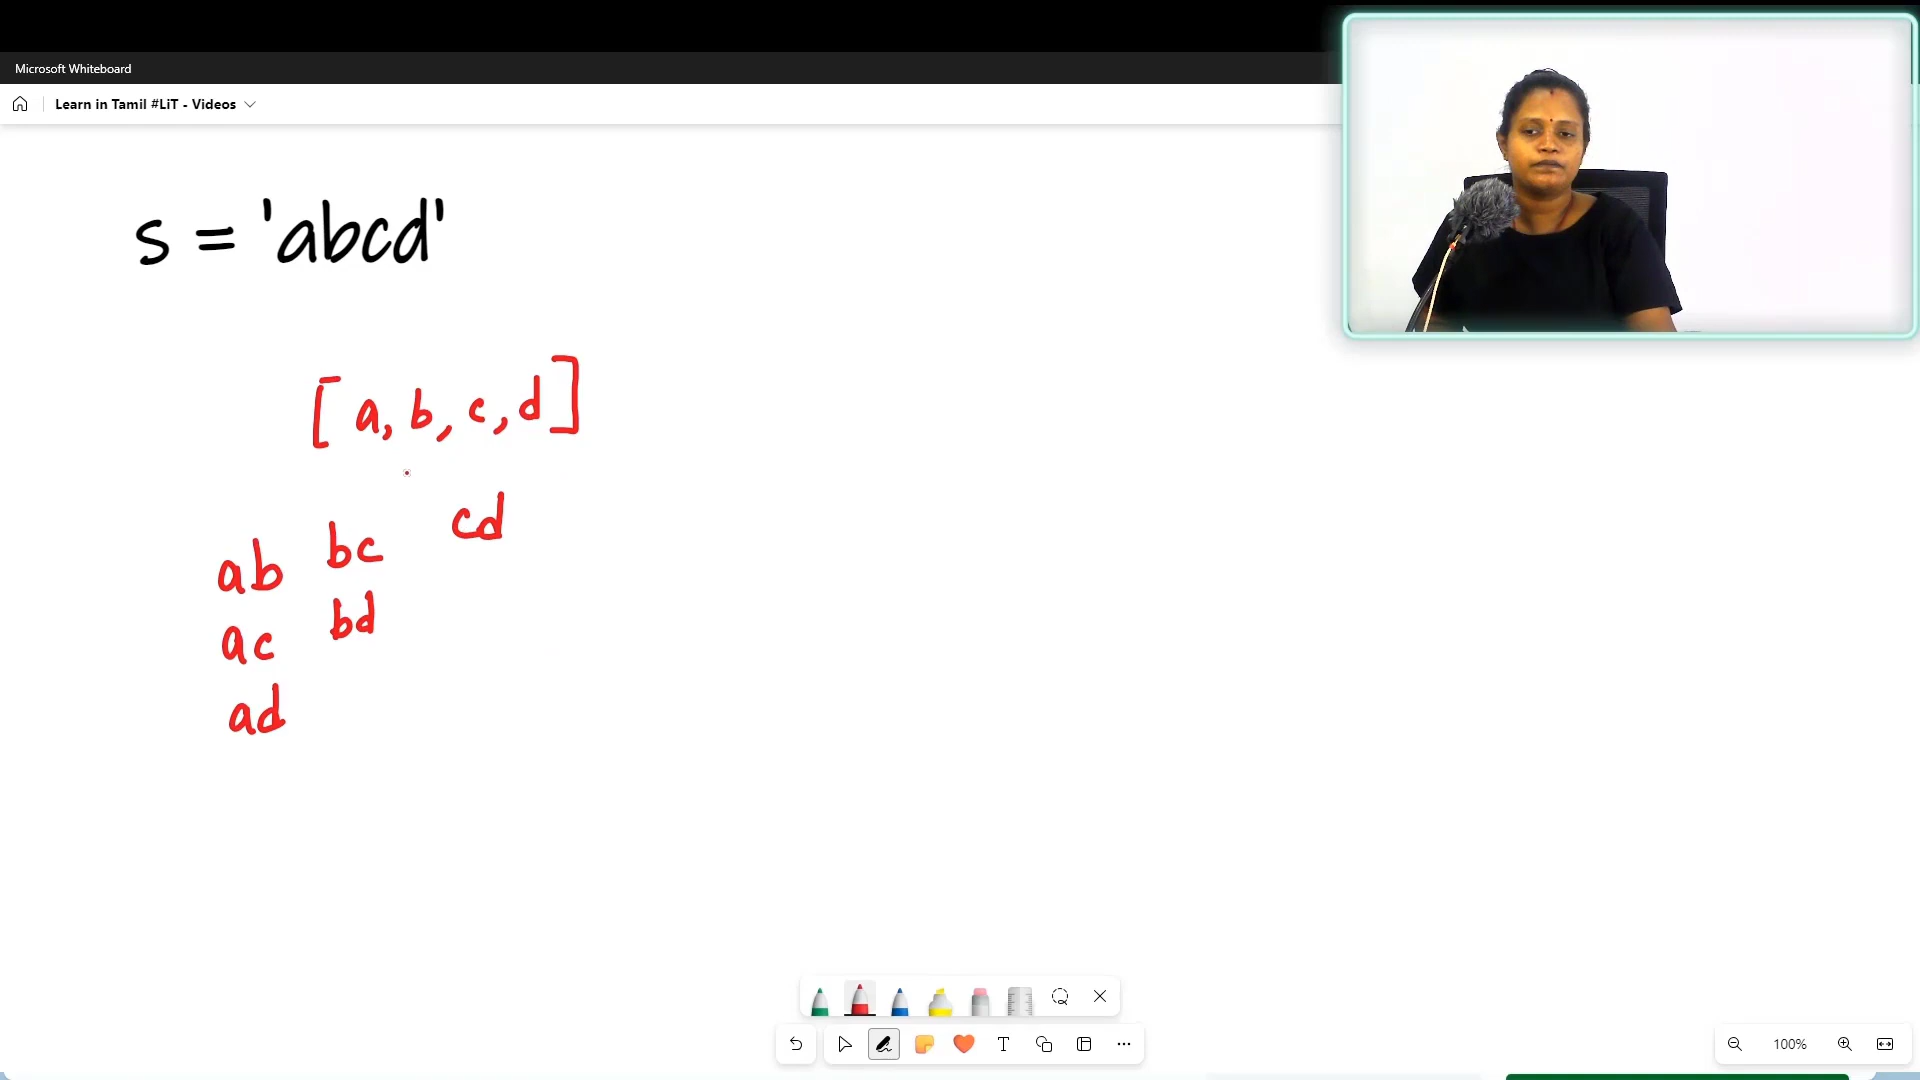 Microsoft Whiteboard
Learn in Tamil #LiT - Videos
s = 'abcd'
[ a, b, c, d ]
ab bc cd
ac bd
ad
T
100%